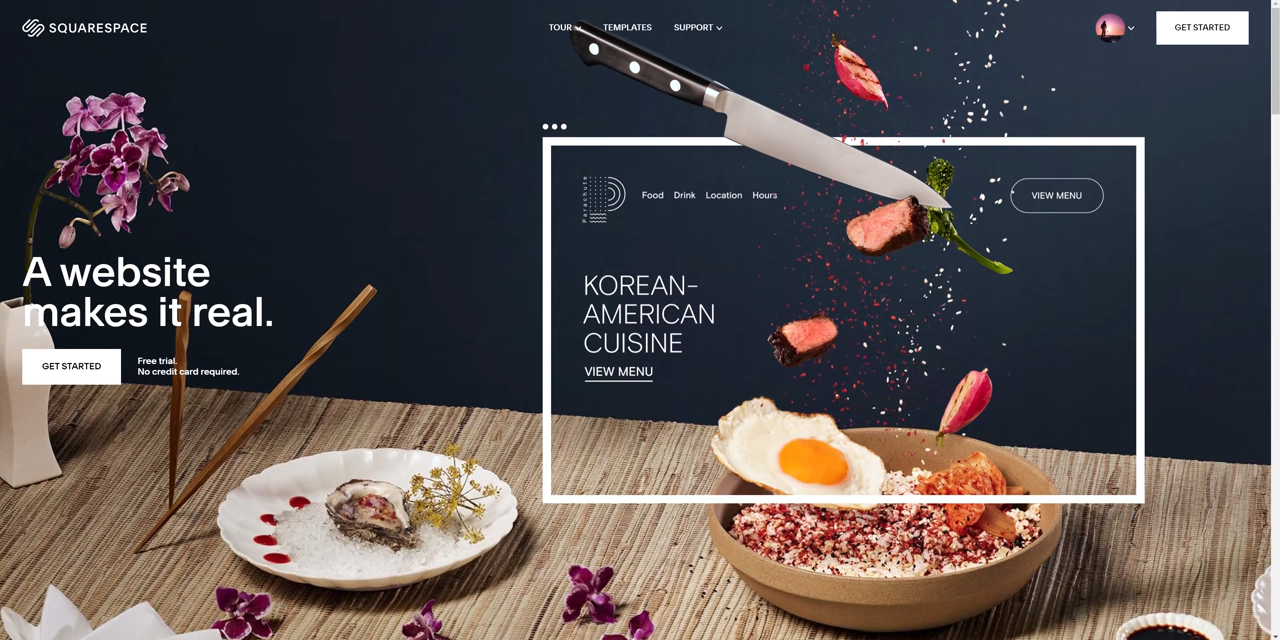 SQUARESPACE
TOUR
TEMPLATES
SUPPORT
GET STARTED
Parachute
Food Drink Location Hours
VIEW MENU
A website
makes it real.
GET STARTED
Free trial.
No credit card required.
KOREAN–
AMERICAN
CUISINE
VIEW MENU